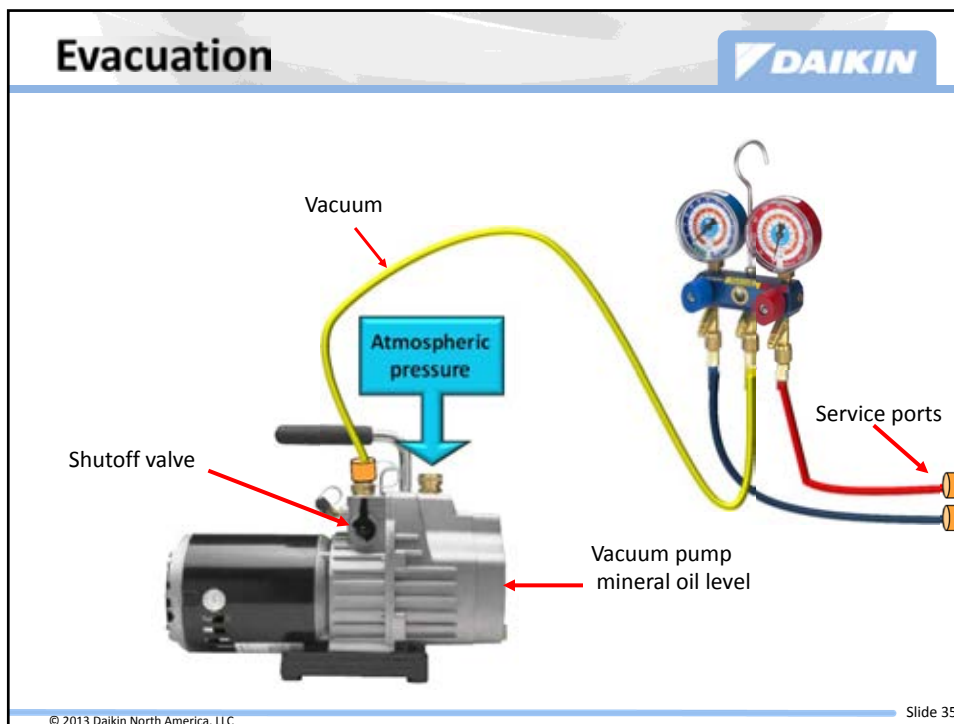 Evacuation
DAIKIN
Vacuum
Atmospheric
pressure
Service ports
Shutoff valve
Vacuum pump
mineral oil level
© 2013 Daikin North America, LLC
Slide 35